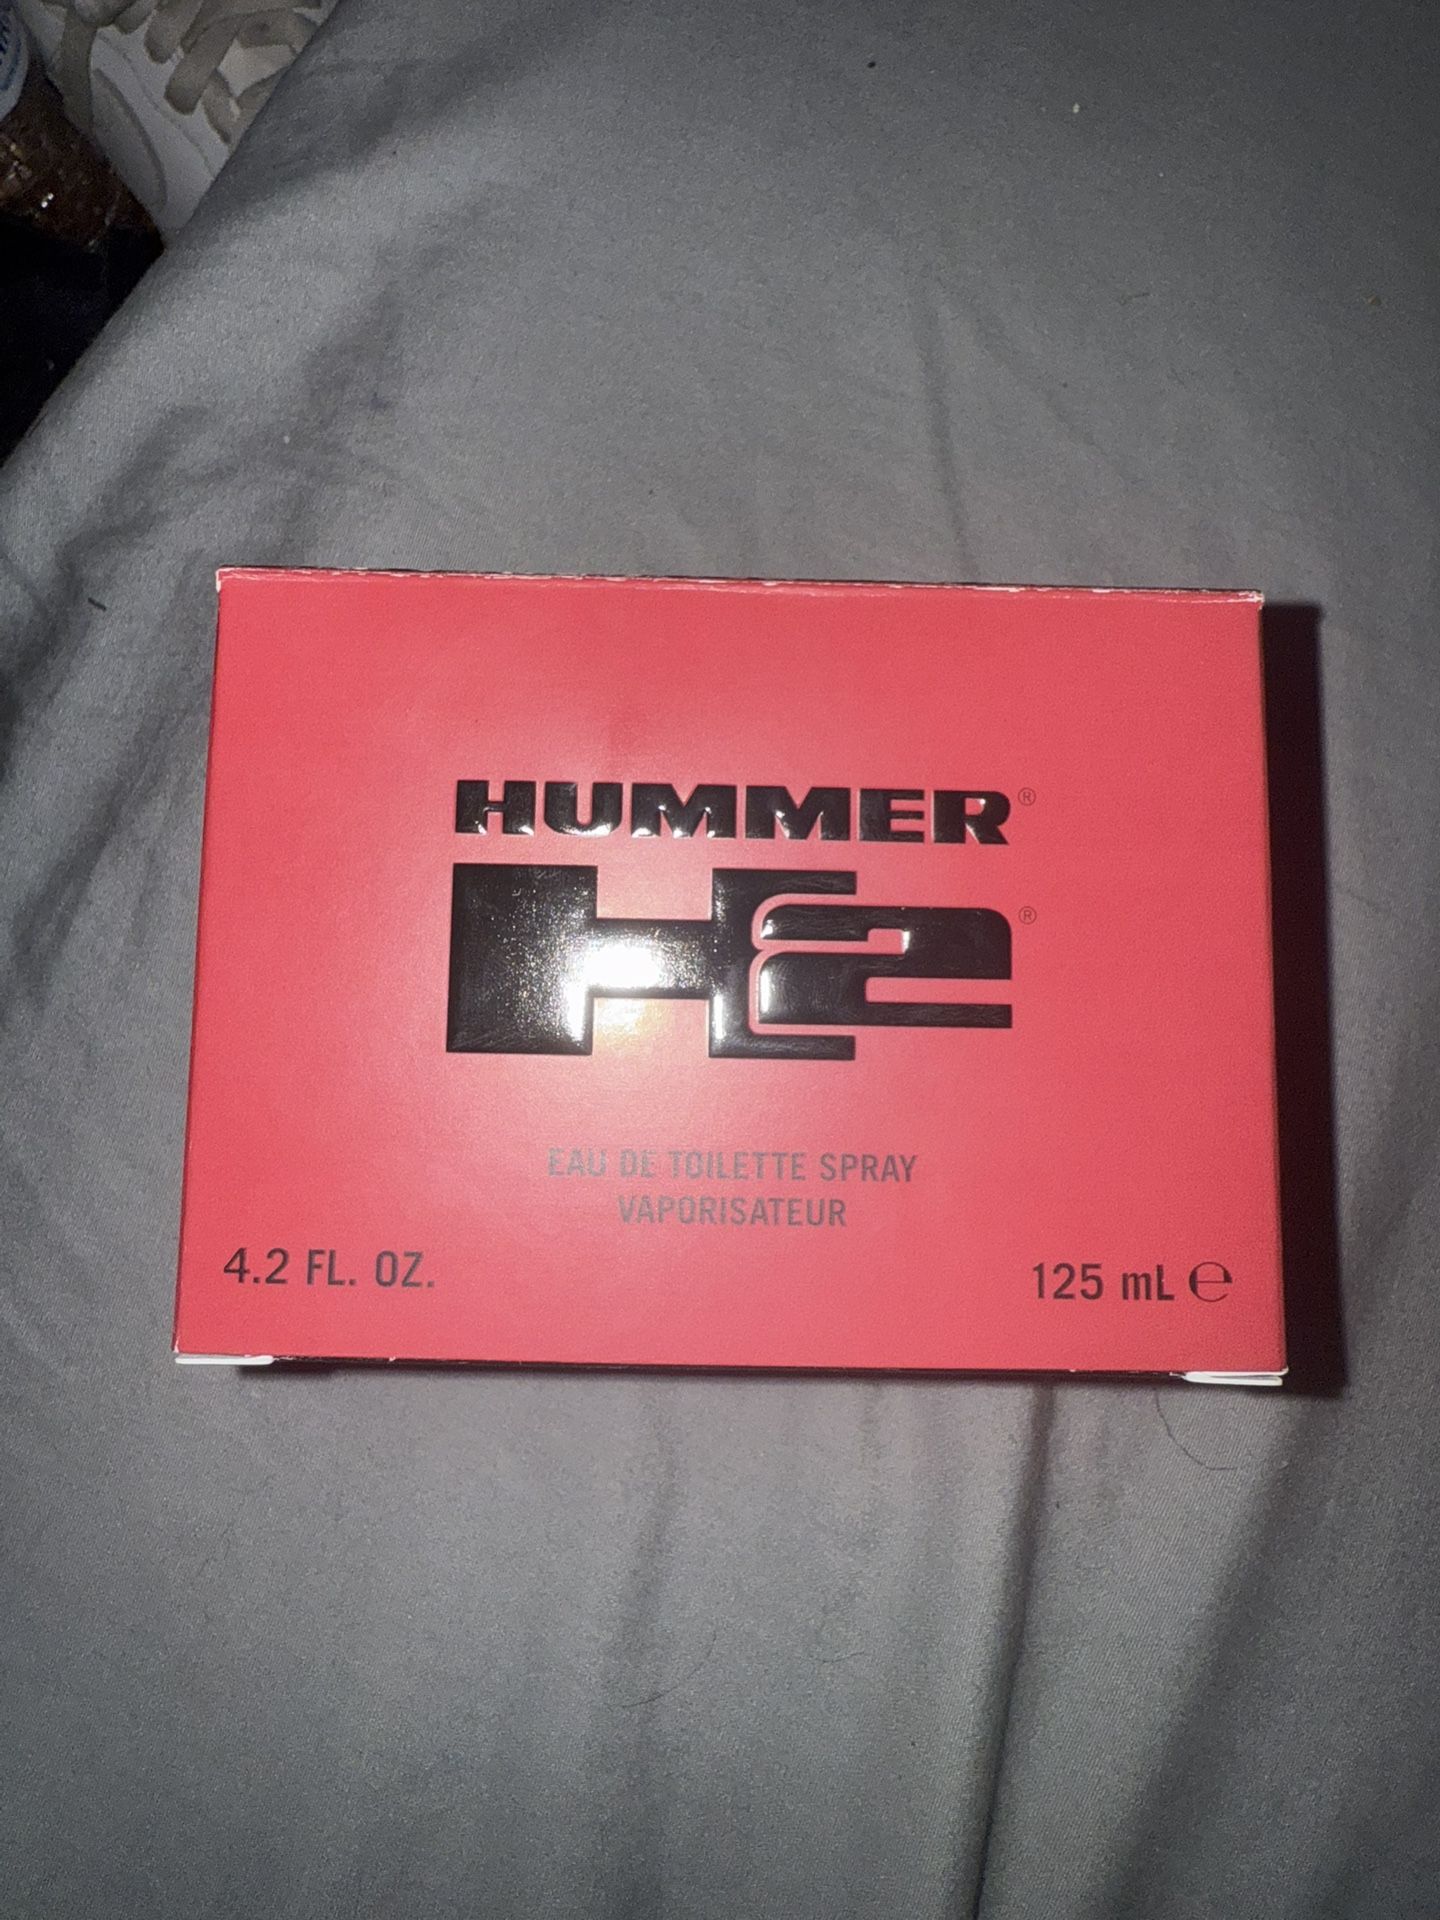 HUMMER®
H2®
EAU DE TOILETTE SPRAY
VAPORISATEUR
4.2 FL. OZ.
125 mL ℮